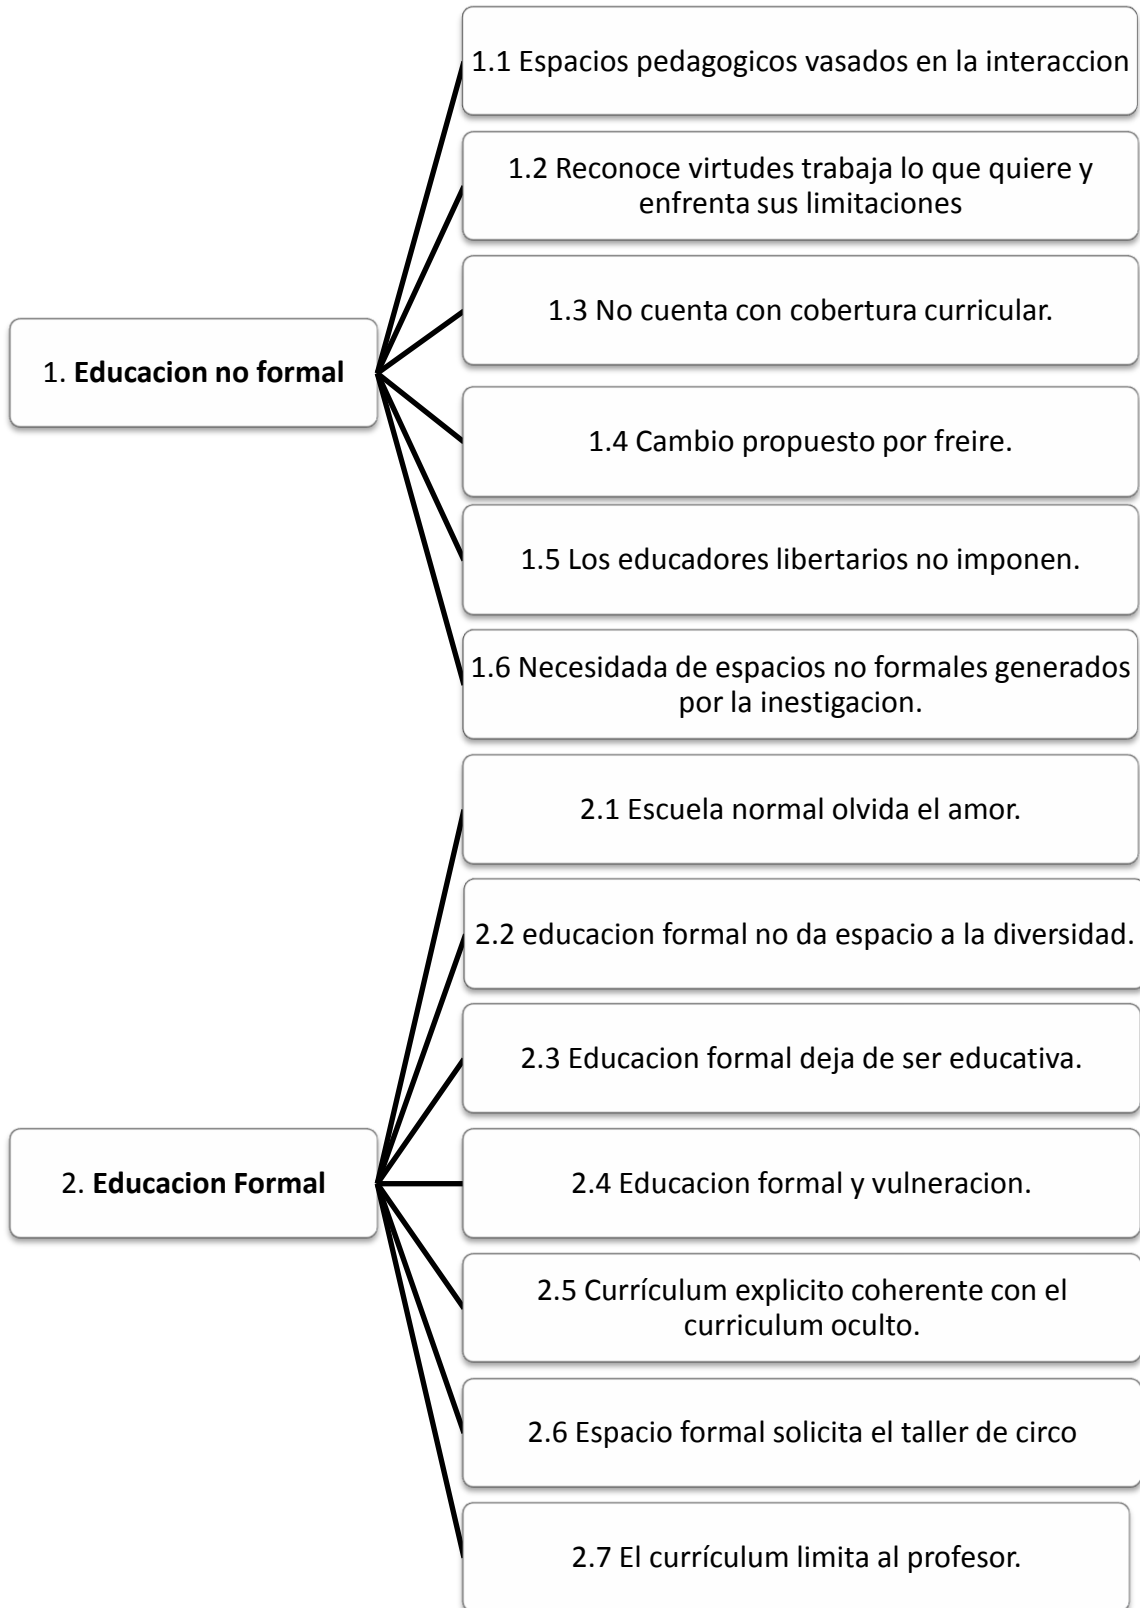 1.1 Espacios pedagogicos vasados en la interaccion
1.2 Reconoce virtudes trabaja lo que quiere y
enfrenta sus limitaciones
1.3 No cuenta con cobertura curricular.
1. Educacion no formal
1.4 Cambio propuesto por freire.
1.5 Los educadores libertarios no imponen.
1.6 Necesidada de espacios no formales generados
por la inestigacion.
2.1 Escuela normal olvida el amor.
2.2 educacion formal no da espacio a la diversidad.
2.3 Educacion formal deja de ser educativa.
2. Educacion Formal
2.4 Educacion formal y vulneracion.
2.5 Currículum explicito coherente con el
curriculum oculto.
2.6 Espacio formal solicita el taller de circo
2.7 El currículum limita al profesor.